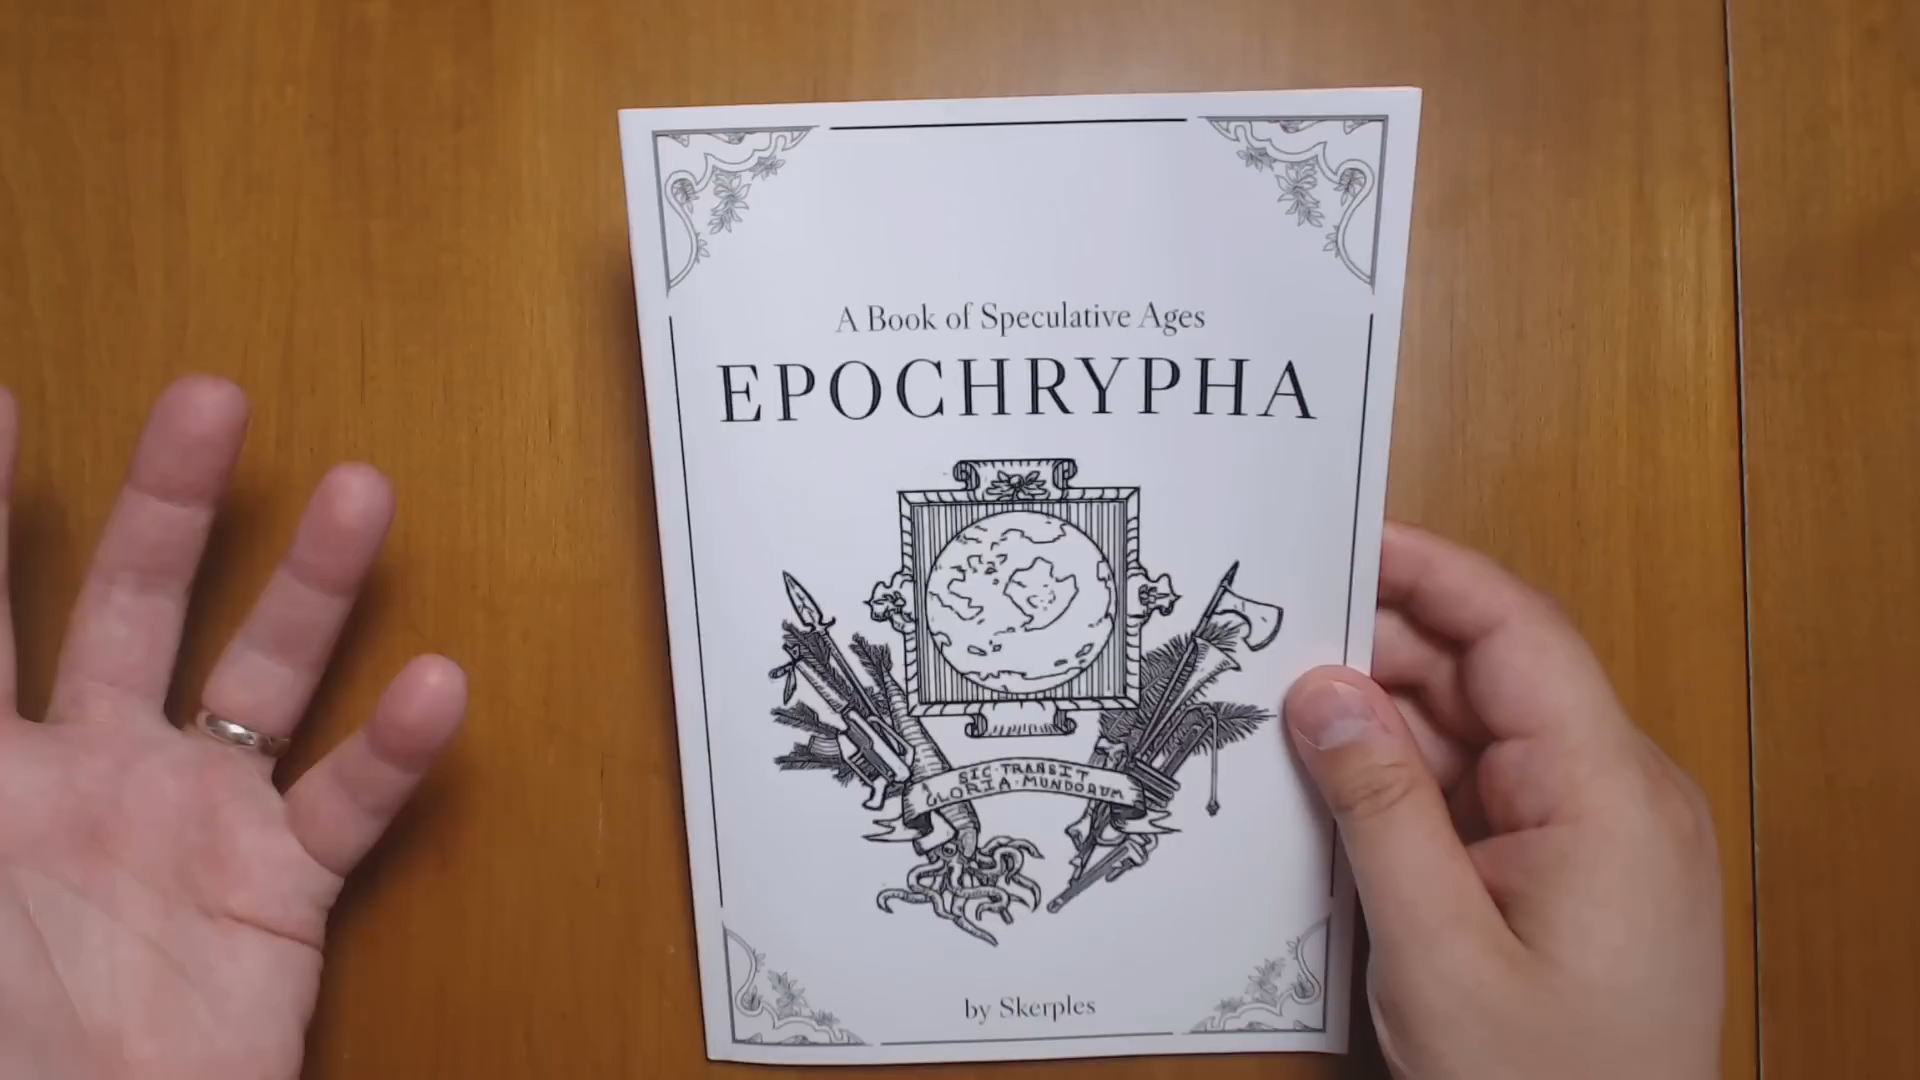 A Book of Speculative Ages
EPOCHRYPHA
SIC·TRANSIT
GLORIA·MUNDORUM
by Skerples